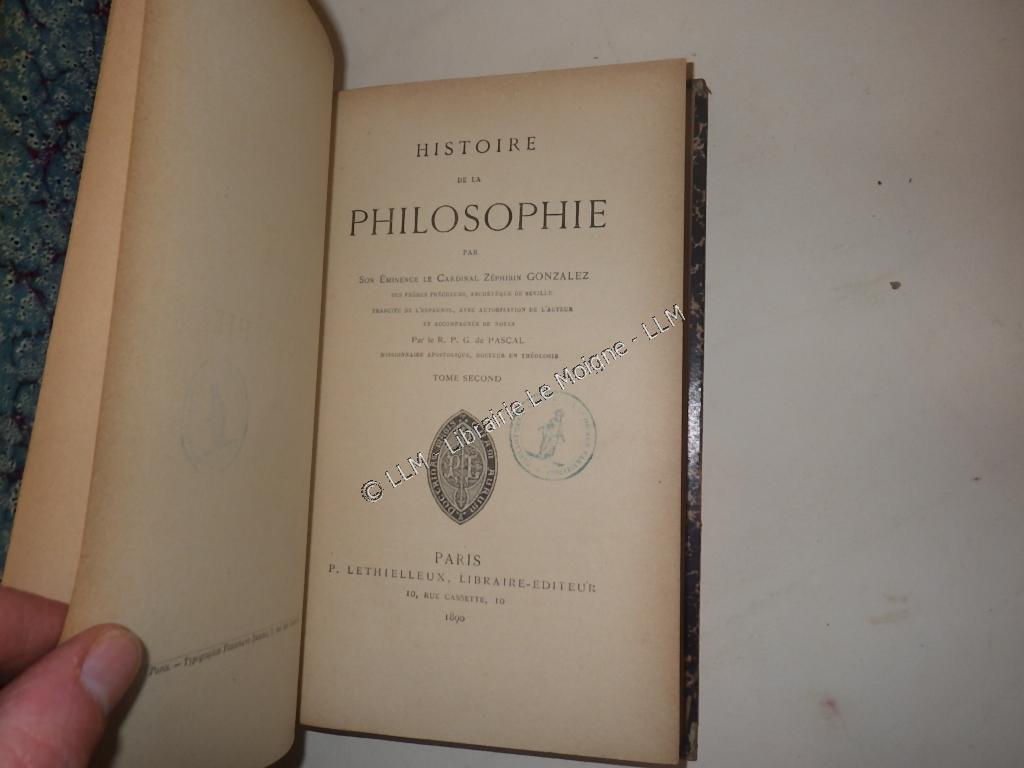 HISTOIRE
DE LA
PHILOSOPHIE
PAR
SON ÉMINENCE LE CARDINAL ZÉPHIRIN GONZALEZ
DES FRÈRES PRÊCHEURS, ARCHEVÊQUE DE SÉVILLE
TRADUITE DE L'ESPAGNOL, AVEC AUTORISATION DE L'AUTEUR
ET ACCOMPAGNÉE DE NOTES
Par le R. P. G. de PASCAL
MISSIONNAIRE APOSTOLIQUE, DOCTEUR EN THÉOLOGIE
TOME SECOND
© LLM - Librairie Le Moigne - LLM
PARIS
P. LETHIELLEUX, LIBRAIRE-ÉDITEUR
10, RUE CASSETTE, 10
1890
Paris. — Typographie